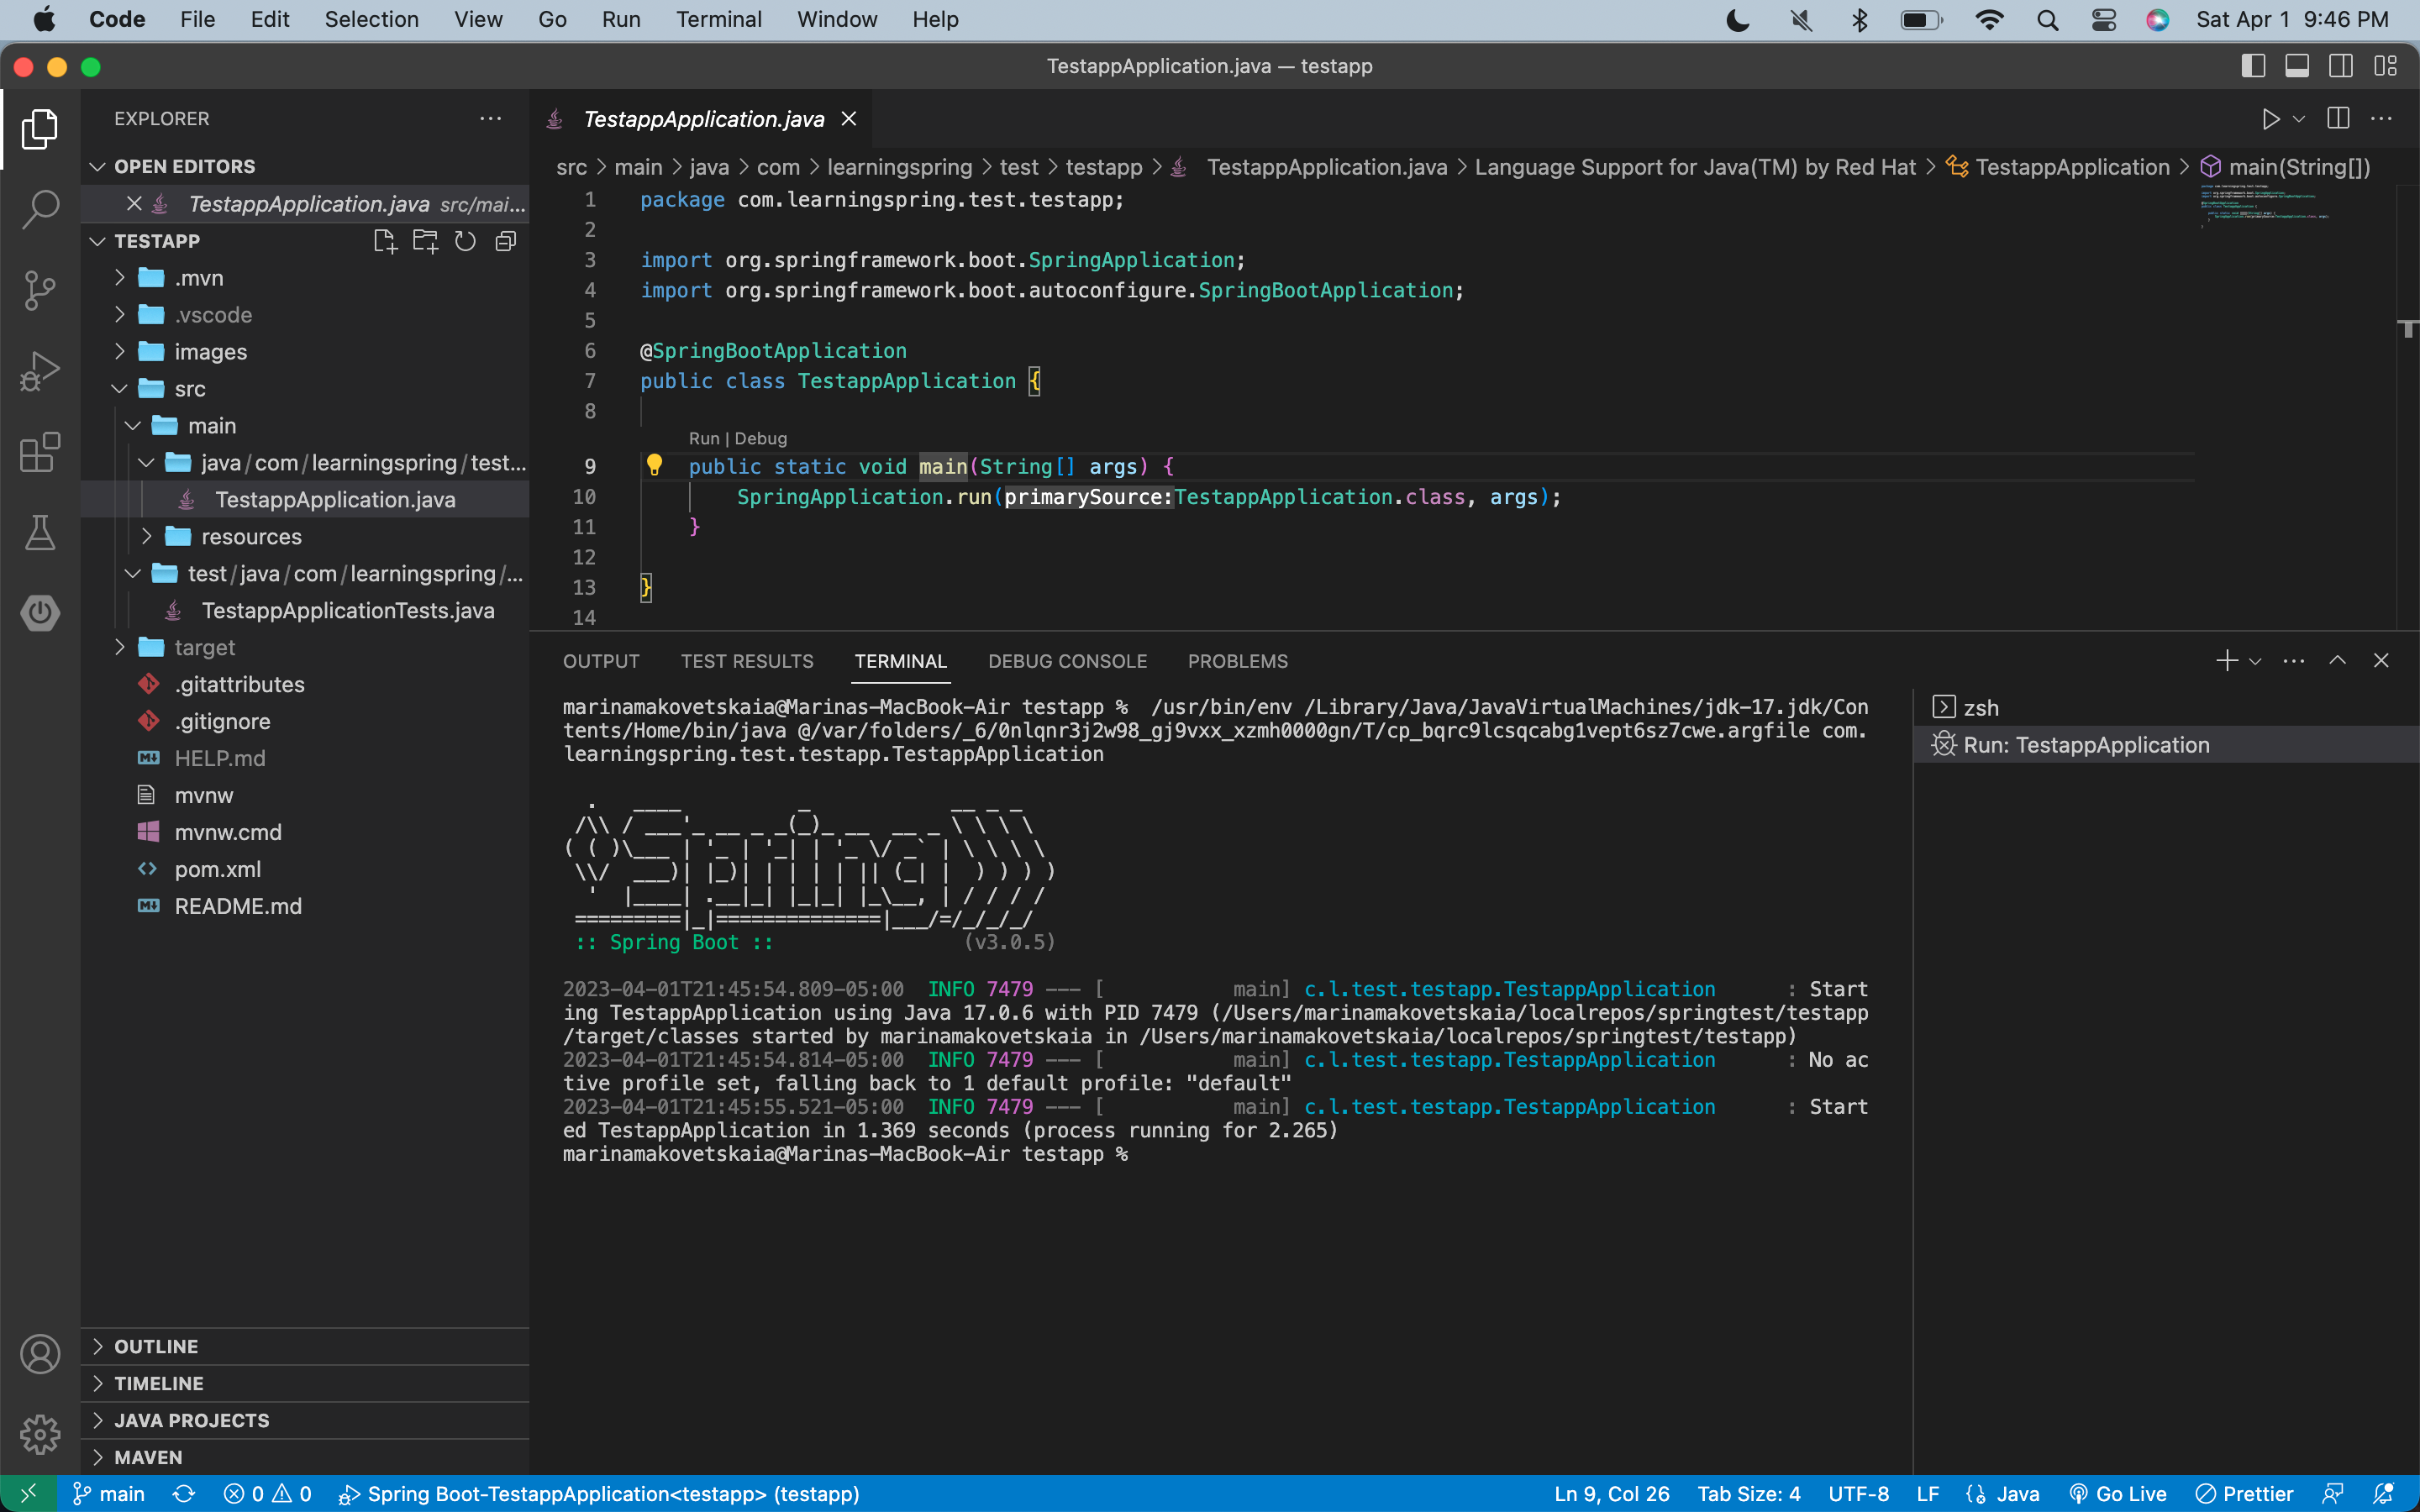 Code File Edit Selection View Go Run Terminal Window Help Sat Apr 1 9:46 PM
TestappApplication.java — testapp
EXPLORER
OPEN EDITORS
TestappApplication.java src/mai...
TESTAPP
.mvn
.vscode
images
src
main
java/com/learningspring/test...
TestappApplication.java
resources
test/java/com/learningspring/...
TestappApplicationTests.java
target
.gitattributes
.gitignore
HELP.md
mvnw
mvnw.cmd
pom.xml
README.md
OUTLINE
TIMELINE
JAVA PROJECTS
MAVEN
TestappApplication.java
src > main > java > com > learningspring > test > testapp > TestappApplication.java > Language Support for Java(TM) by Red Hat > TestappApplication > main(String[])
1 package com.learningspring.test.testapp;
2
3 import org.springframework.boot.SpringApplication;
4 import org.springframework.boot.autoconfigure.SpringBootApplication;
5
6 @SpringBootApplication
7 public class TestappApplication {
8
Run | Debug
9 public static void main(String[] args) {
10 SpringApplication.run(primarySource:TestappApplication.class, args);
11 }
12
13 }
14
OUTPUT TEST RESULTS TERMINAL DEBUG CONSOLE PROBLEMS
marinamakovetskaia@Marinas-MacBook-Air testapp % /usr/bin/env /Library/Java/JavaVirtualMachines/jdk-17.jdk/Con
tents/Home/bin/java @/var/folders/_6/0nlqnr3j2w98_gj9vxx_xzmh0000gn/T/cp_bqrc9lcsqcabg1vept6sz7cwe.argfile com.
learningspring.test.testapp.TestappApplication
  .   ____          _            __ _ _
 /\\ / ___'_ __ _ _(_)_ __  __ _ \ \ \ \
( ( )\___ | '_ | '_| | '_ \/ _` | \ \ \ \
 \\/  ___)| |_)| | | | | || (_| |  ) ) ) )
  '  |____| .__|_| |_|_| |_\__, | / / / /
 =========|_|==============|___/=/_/_/_/
:: Spring Boot :: (v3.0.5)
2023-04-01T21:45:54.809-05:00 INFO 7479 --- [ main] c.l.test.testapp.TestappApplication : Start
ing TestappApplication using Java 17.0.6 with PID 7479 (/Users/marinamakovetskaia/localrepos/springtest/testapp
/target/classes started by marinamakovetskaia in /Users/marinamakovetskaia/localrepos/springtest/testapp)
2023-04-01T21:45:54.814-05:00 INFO 7479 --- [ main] c.l.test.testapp.TestappApplication : No ac
tive profile set, falling back to 1 default profile: "default"
2023-04-01T21:45:55.521-05:00 INFO 7479 --- [ main] c.l.test.testapp.TestappApplication : Start
ed TestappApplication in 1.369 seconds (process running for 2.265)
marinamakovetskaia@Marinas-MacBook-Air testapp %
zsh
Run: TestappApplication
main 0 0 Spring Boot-TestappApplication<testapp> (testapp) Ln 9, Col 26 Tab Size: 4 UTF-8 LF Java Go Live Prettier